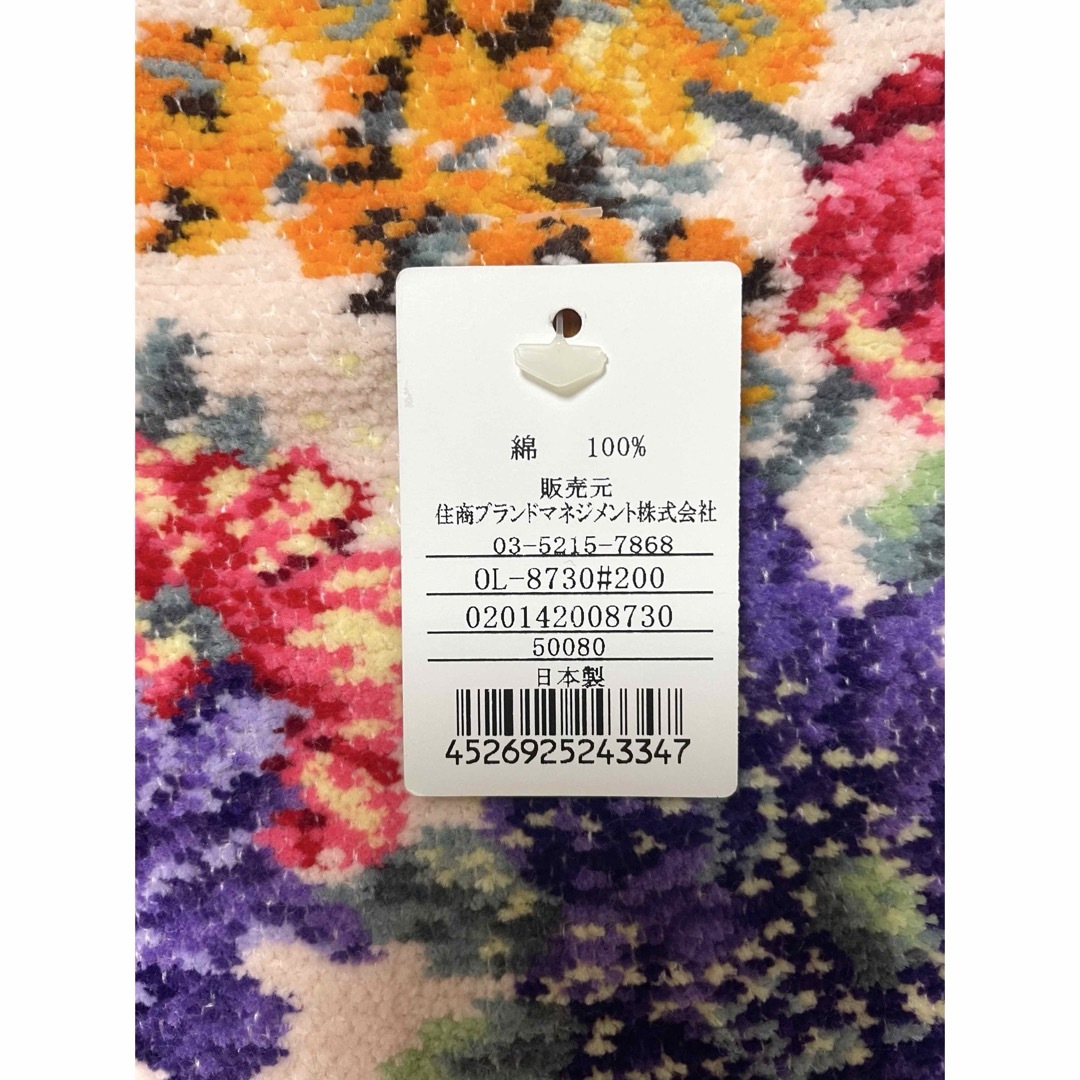 綿 100%
販売元
住商ブランドマネジメント株式会社
03-5215-7868
OL-8730#200
020142008730
50080
日本製
4526925243347